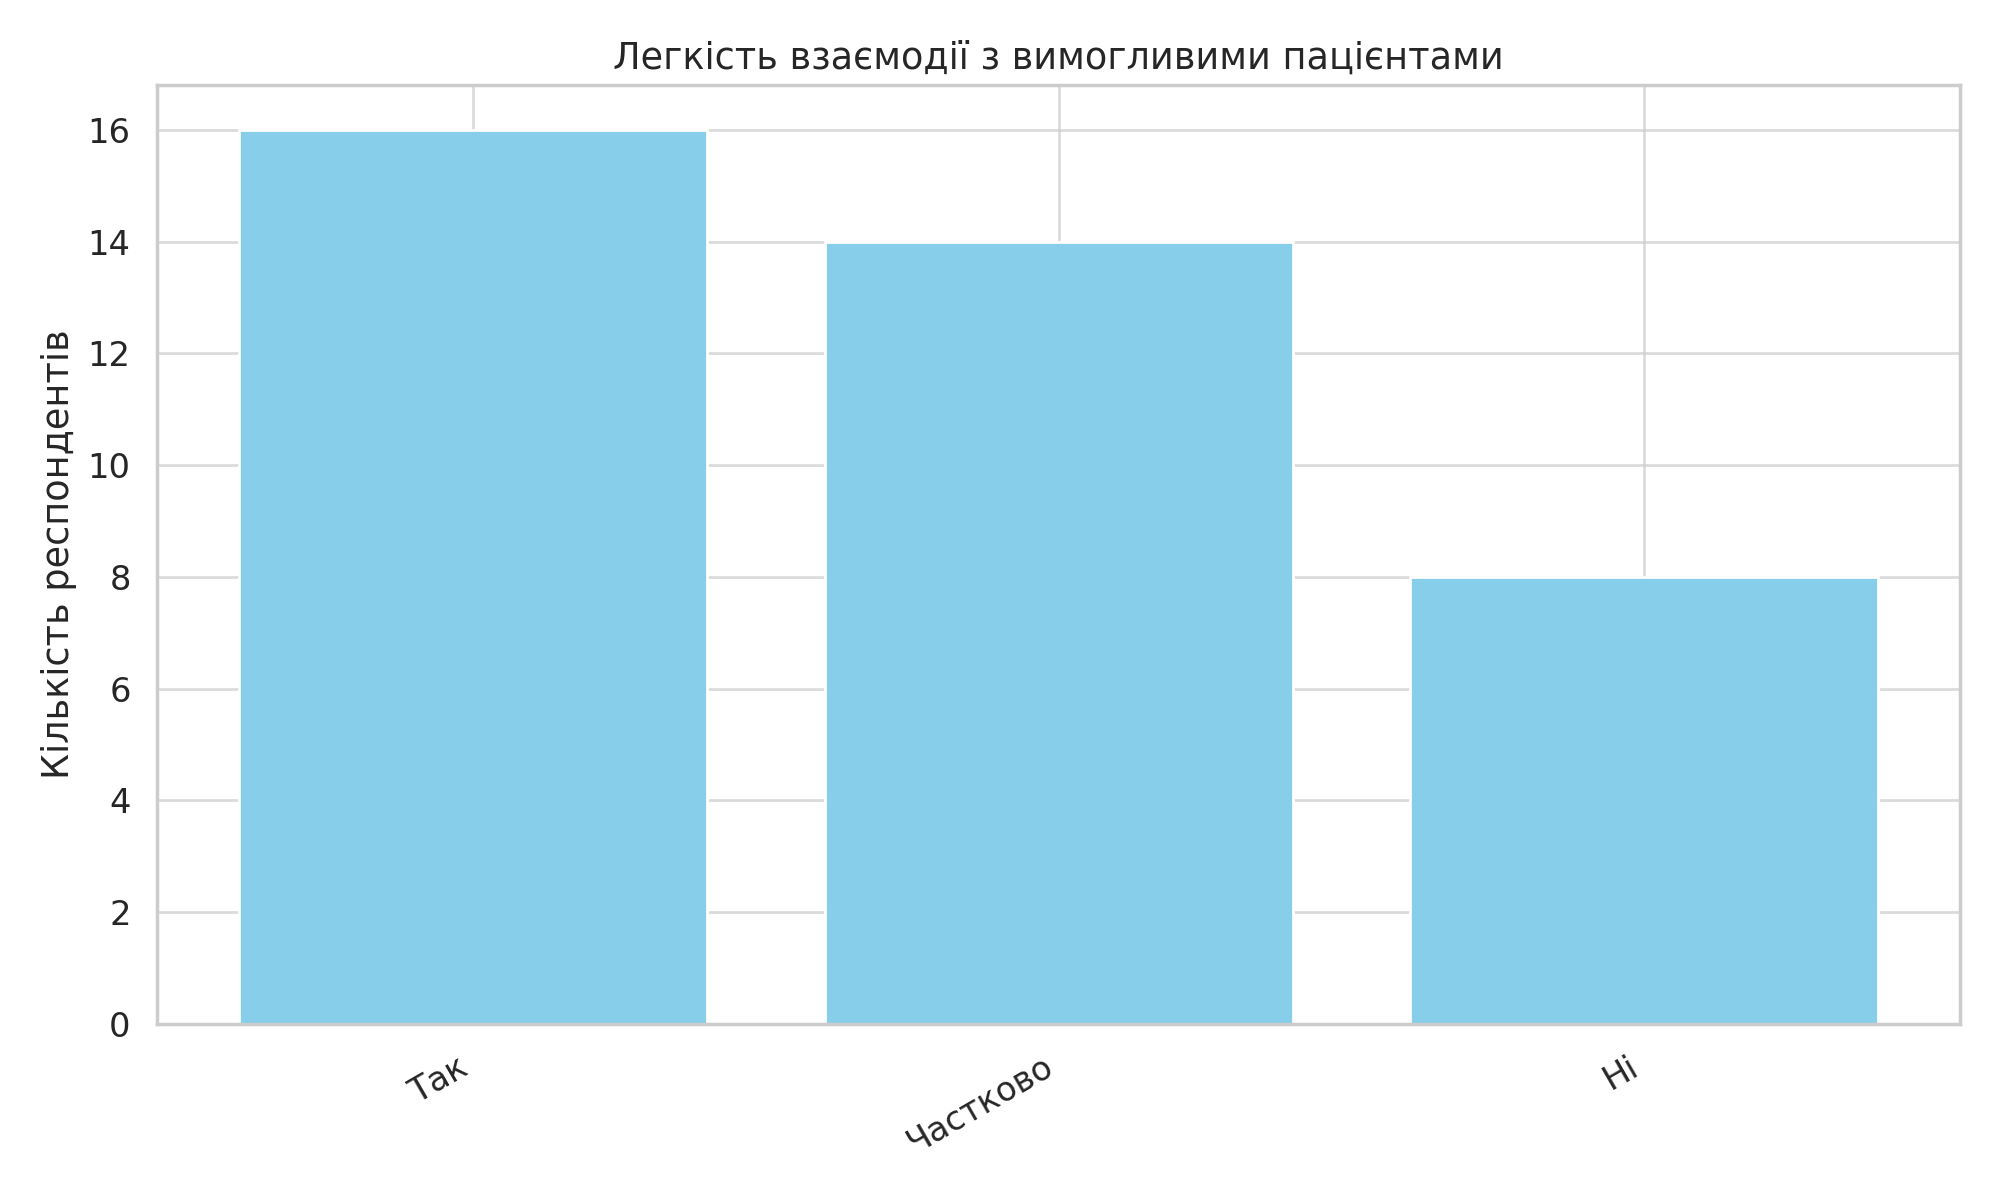 Легкість взаємодії з вимогливими пацієнтами
Кількість респондентів
16
14
12
10
8
6
4
2
0
Так
Частково
Ні